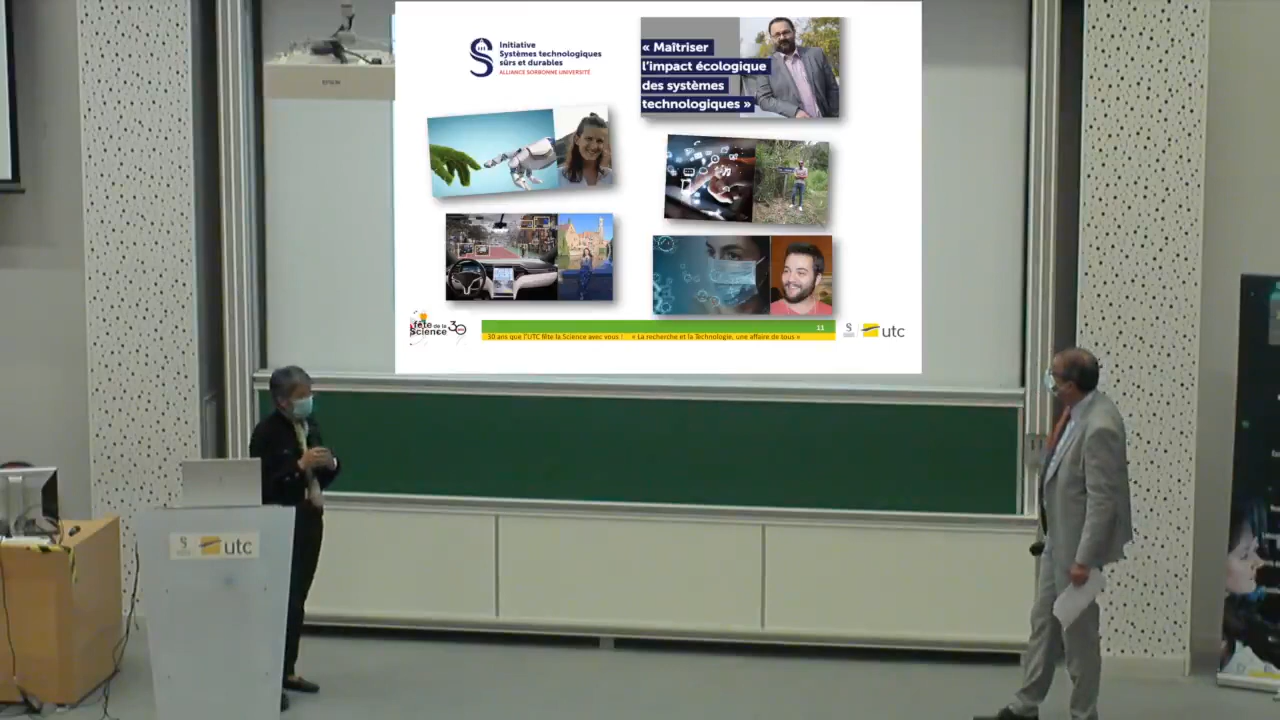 Initiative
Systèmes technologiques
sûrs et durables
ALLIANCE SORBONNE UNIVERSITÉ
« Maîtriser
l'impact écologique
des systèmes
technologiques »
fête de la
Science 30
30 ans que l'UTC fête la Science avec vous ! « La recherche et la Technologie, une affaire de tous »
11
utc
EPSON
utc